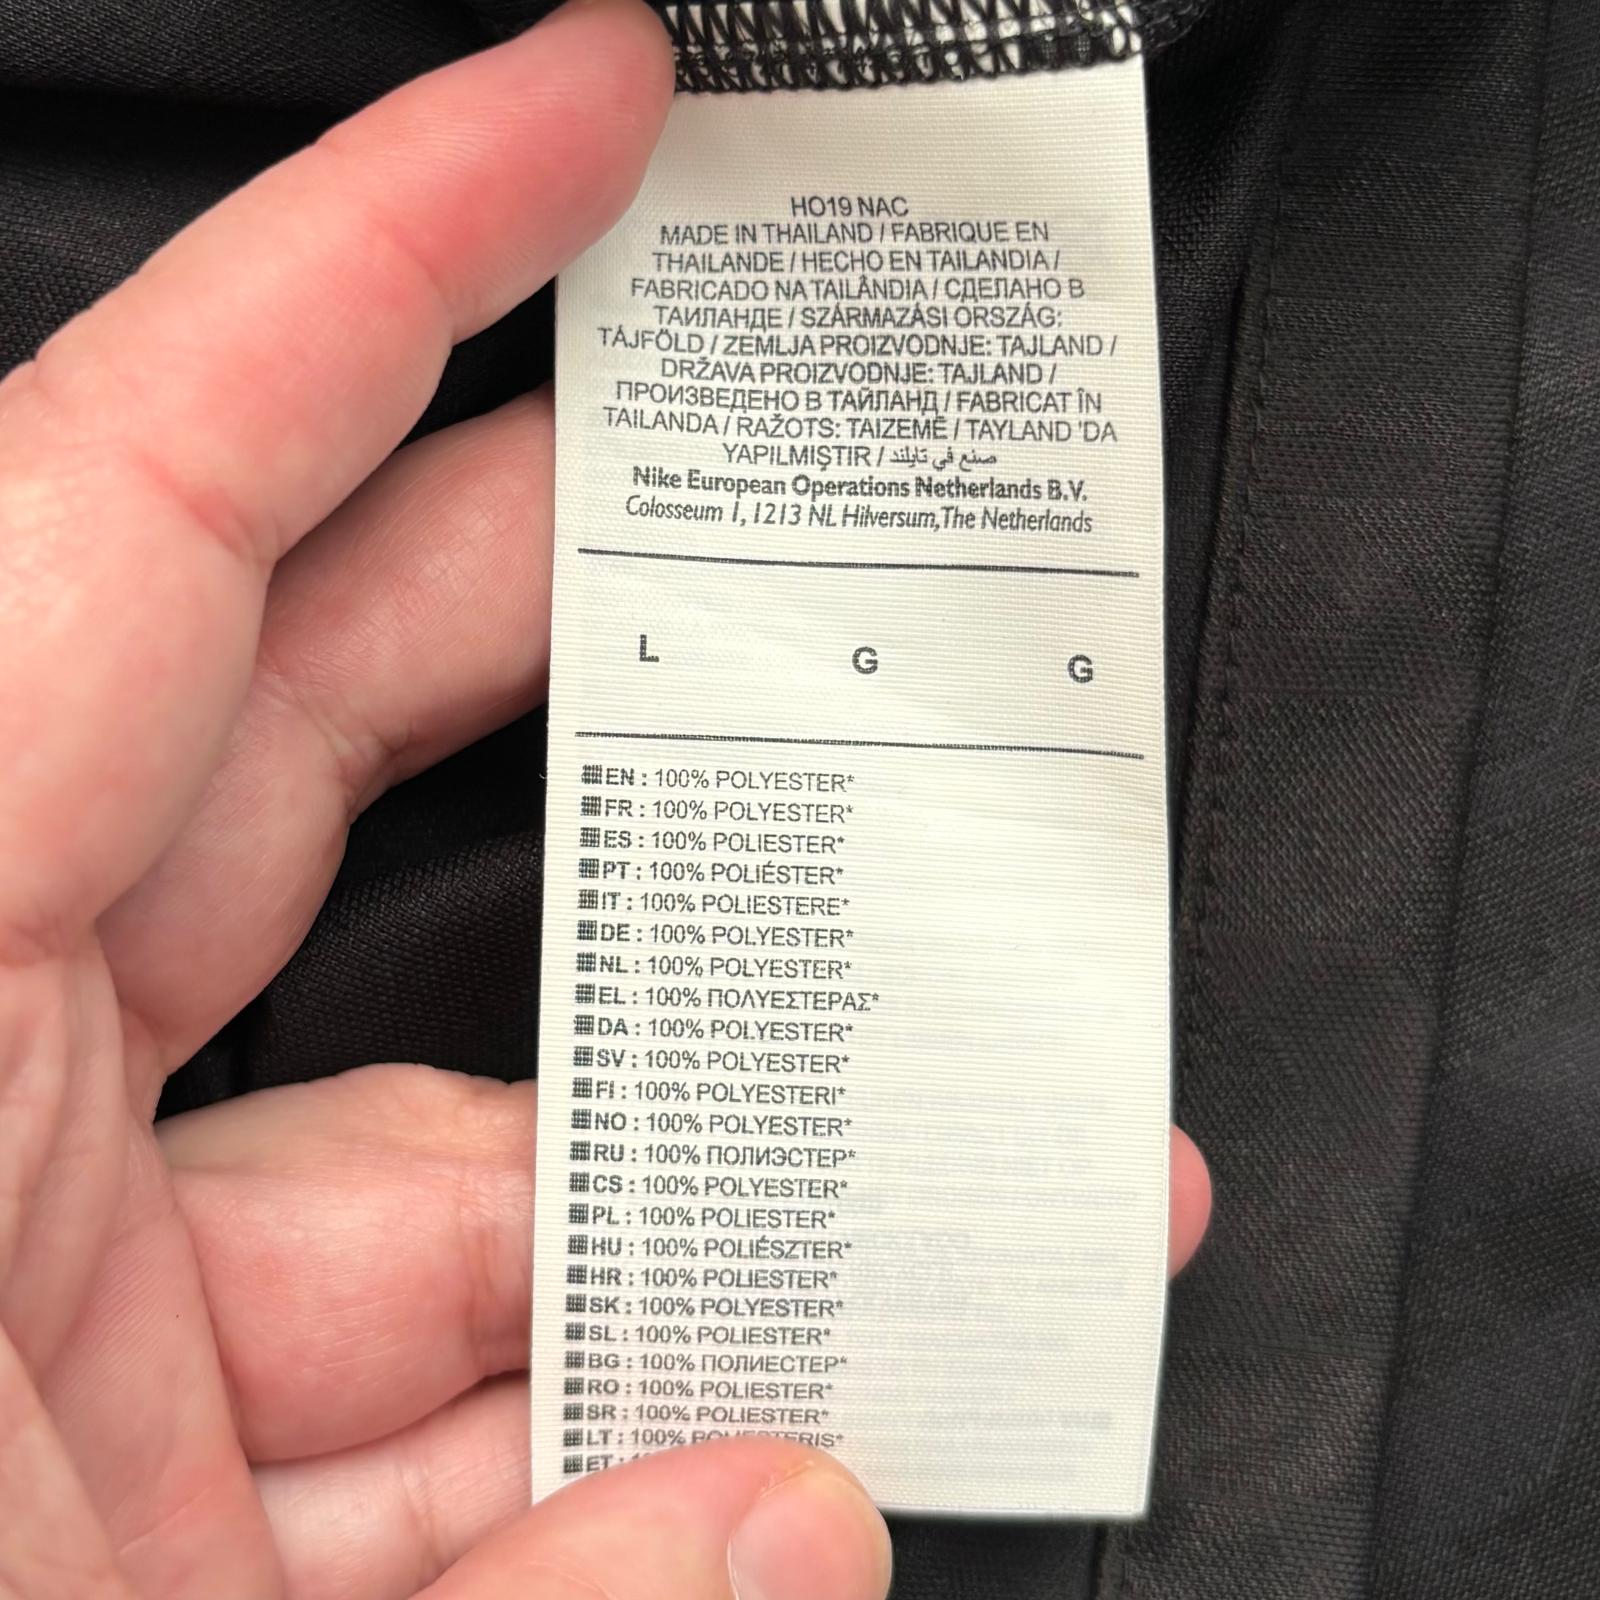 HO19 NAC
MADE IN THAILAND / FABRIQUE EN
THAILANDE / HECHO EN TAILANDIA /
FABRICADO NA TAILÂNDIA / СДЕЛАНО В
ТАИЛАНДЕ / SZÁRMAZÁSI ORSZÁG:
TÁJFÖLD / ZEMLJA PROIZVODNJE: TAJLAND /
DRŽAVA PROIZVODNJE: TAJLAND /
ПРОИЗВЕДЕНО В ТАЙЛАНД / FABRICAT ÎN
TAILANDA / RAŽOTS: TAIZEMĒ / TAYLAND 'DA
YAPILMIŞTIR / صنع في تايلند
Nike European Operations Netherlands B.V.
Colosseum 1, 1213 NL Hilversum, The Netherlands
L G G
EN : 100% POLYESTER*
FR : 100% POLYESTER*
ES : 100% POLIESTER*
PT : 100% POLIÉSTER*
IT : 100% POLIESTERE*
DE : 100% POLYESTER*
NL : 100% POLYESTER*
EL : 100% ΠΟΛΥΕΣΤΕΡΑΣ*
DA : 100% POLYESTER*
SV : 100% POLYESTER*
FI : 100% POLYESTERI*
NO : 100% POLYESTER*
RU : 100% ПОЛИЭСТЕР*
CS : 100% POLYESTER*
PL : 100% POLIESTER*
HU : 100% POLIÉSZTER*
HR : 100% POLIESTER*
SK : 100% POLYESTER*
SL : 100% POLIESTER*
BG : 100% ПОЛИЕСТЕР*
RO : 100% POLIESTER*
SR : 100% POLIESTER*
LT : 100%
ET :